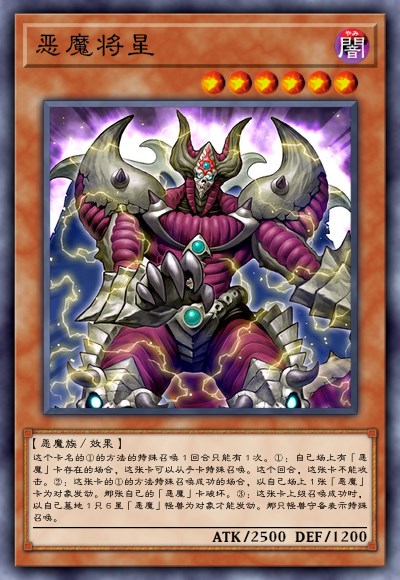 恶魔将星
やみ
闇
【恶魔族/效果】
这个卡名的①的方法的特殊召唤1回合只能有1次。①:自己场上有「恶
魔」卡存在的场合,这张卡可以从手卡特殊召唤。这个回合,这张卡不能攻
击。②:这张卡的①的方法特殊召唤成功的场合,以自己场上1张「恶魔」
卡为对象发动。那张自己的「恶魔」卡破坏。③:这张卡上级召唤成功时,
以自己墓地1只6星「恶魔」怪兽为对象才能发动。那只怪兽守备表示特殊
召唤。
ATK/2500 DEF/1200